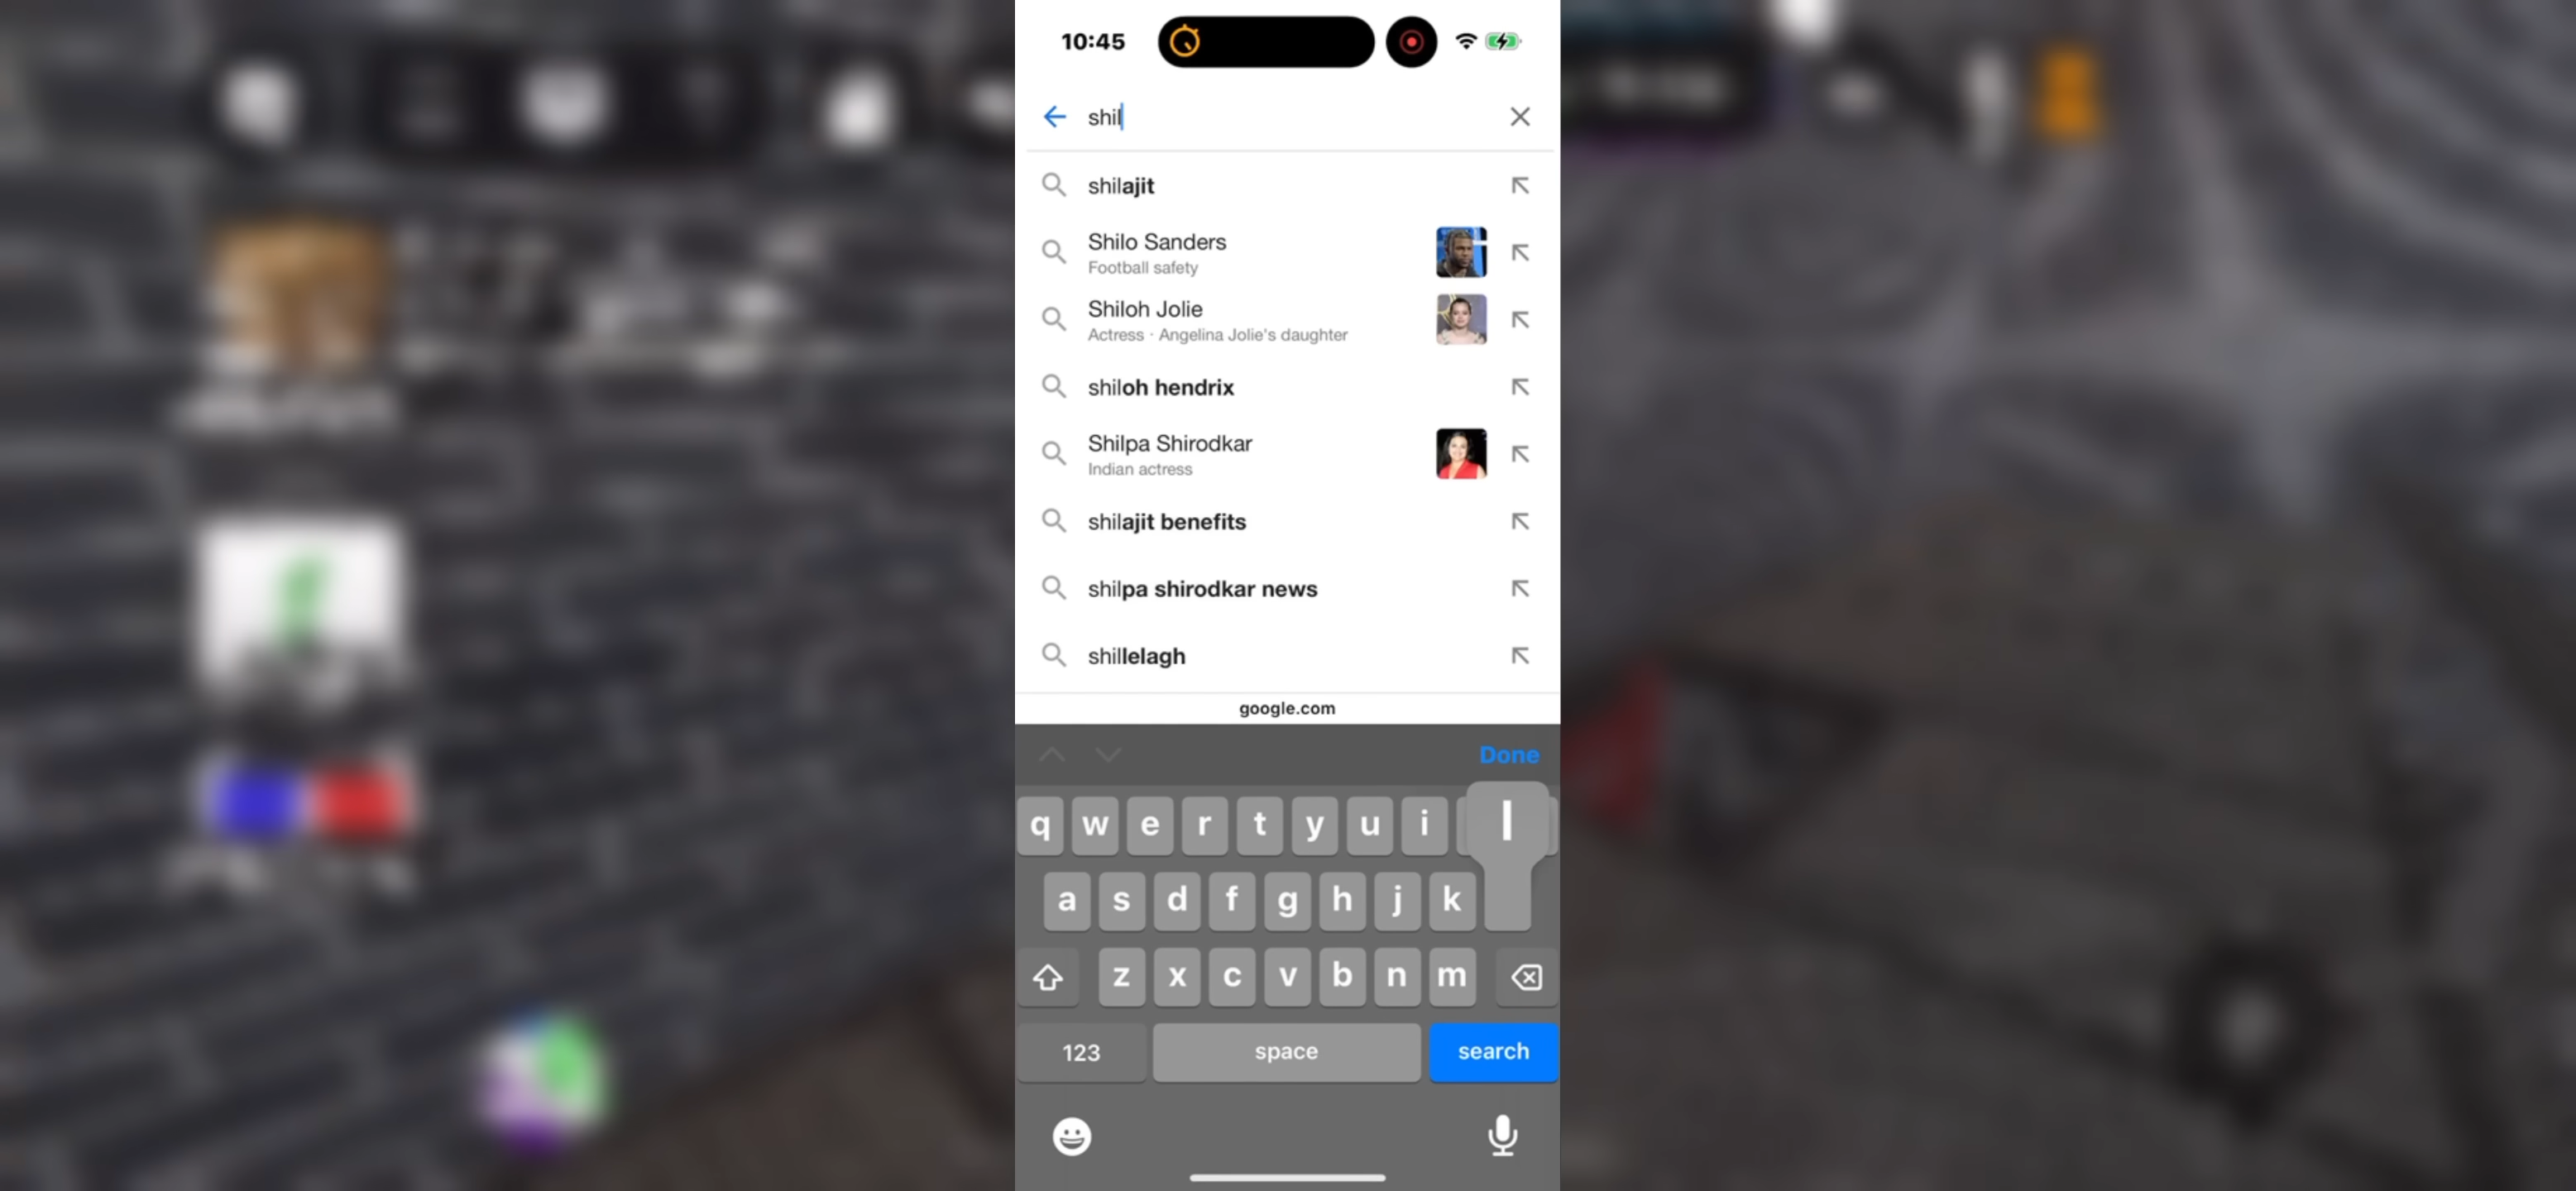 10:45
shil
shilajit
Shilo Sanders
Football safety
Shiloh Jolie
Actress · Angelina Jolie's daughter
shiloh hendrix
Shilpa Shirodkar
Indian actress
shilajit benefits
shilpa shirodkar news
shillelagh
google.com
Done
q w e r t y u i l
a s d f g h j k
z x c v b n m
123 space search